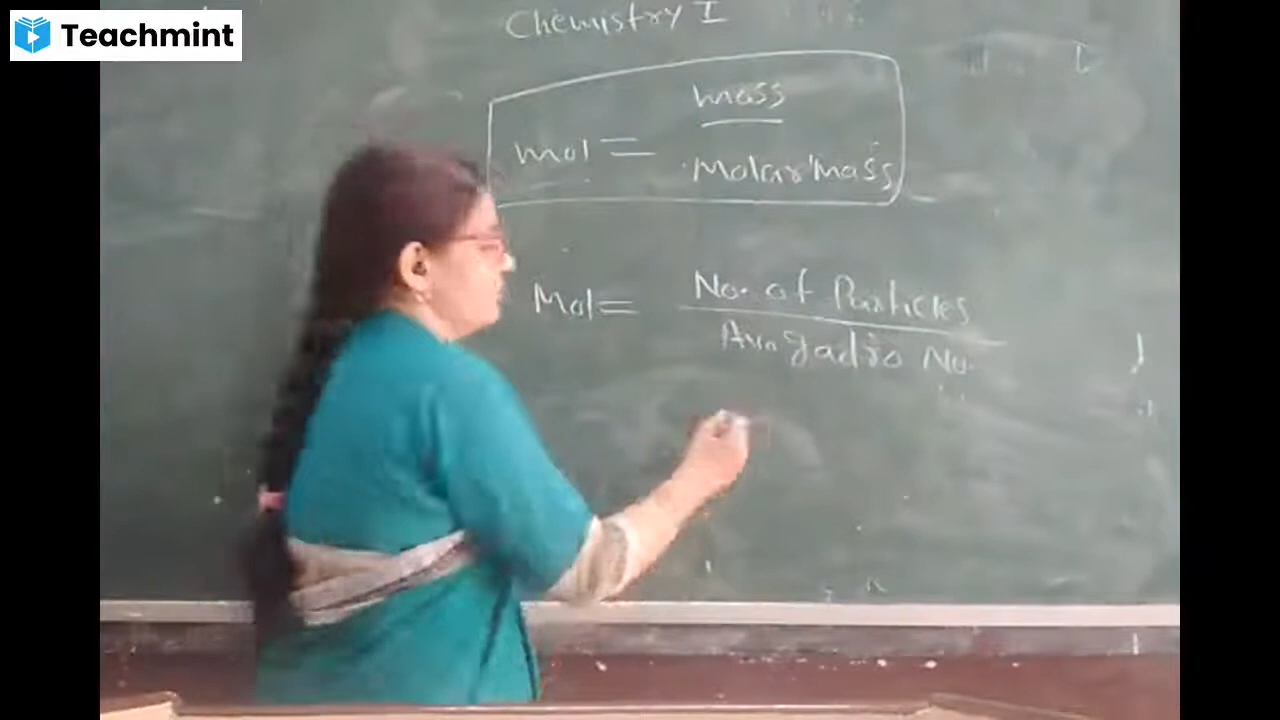 Teachmint
Chemistry I
mol = mass
Molar mass
Mol = No. of Particles
Avogadro No.